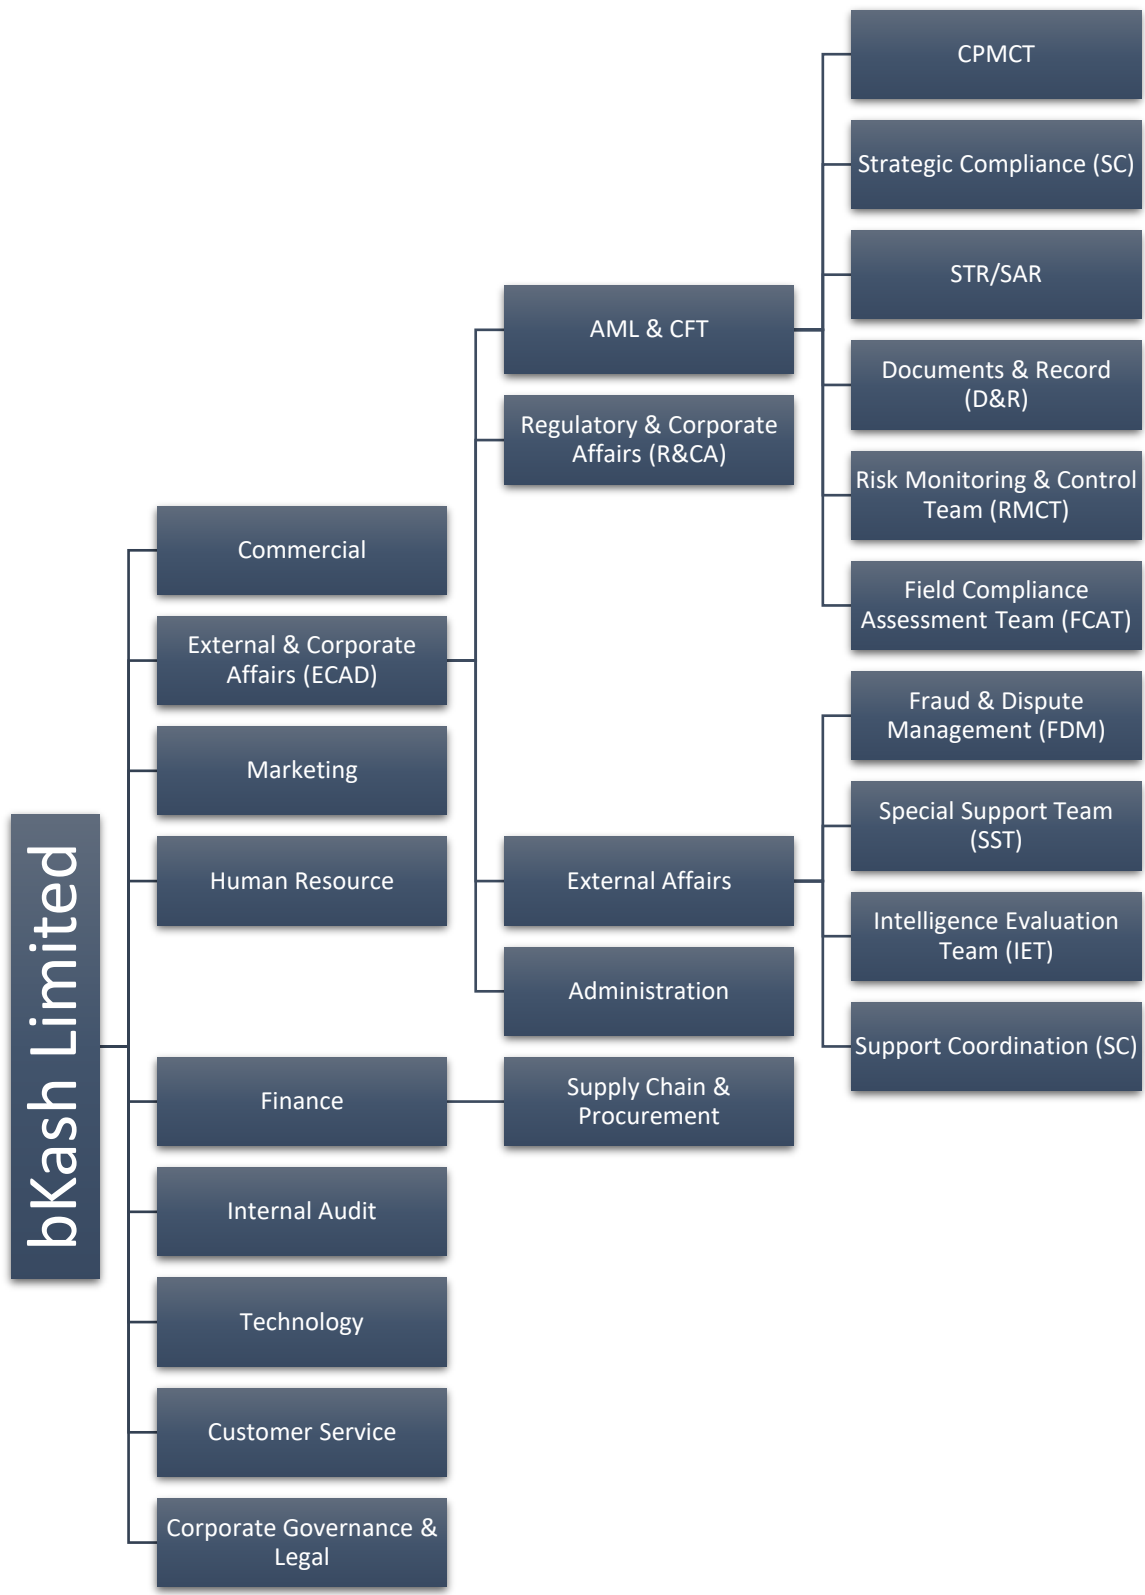 bKash Limited
Commercial
External & Corporate
Affairs (ECAD)
Marketing
Human Resource
Finance
Internal Audit
Technology
Customer Service
Corporate Governance &
Legal
AML & CFT
Regulatory & Corporate
Affairs (R&CA)
External Affairs
Administration
Supply Chain &
Procurement
CPMCT
Strategic Compliance (SC)
STR/SAR
Documents & Record
(D&R)
Risk Monitoring & Control
Team (RMCT)
Field Compliance
Assessment Team (FCAT)
Fraud & Dispute
Management (FDM)
Special Support Team
(SST)
Intelligence Evaluation
Team (IET)
Support Coordination (SC)